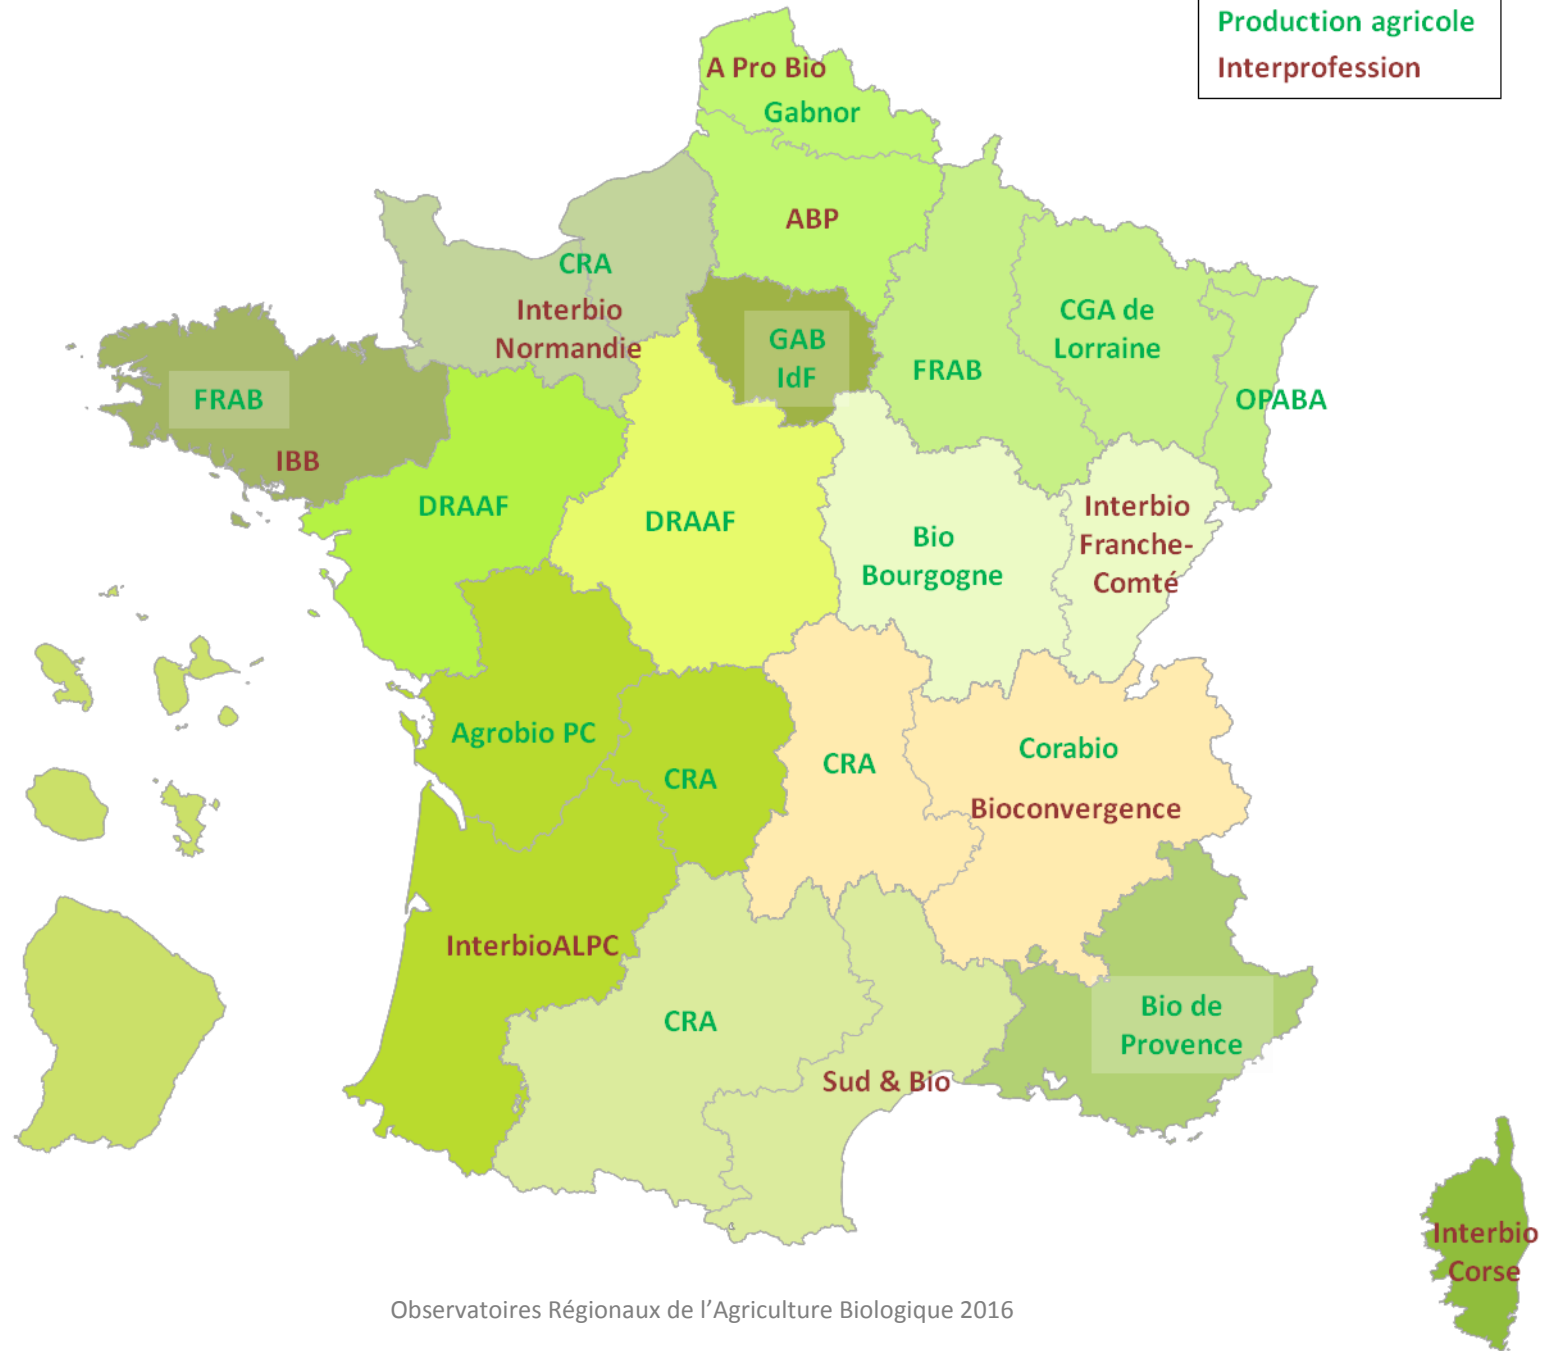 Production agricole
Interprofession
A Pro Bio
Gabnor
ABP
CRA
Interbio
Normandie
GAB
IdF
FRAB
CGA de
Lorraine
OPABA
FRAB
IBB
DRAAF
DRAAF
Bio
Bourgogne
Interbio
Franche-
Comté
Agrobio PC
CRA
CRA
Corabio
Bioconvergence
InterbioALPC
CRA
Sud & Bio
Bio de
Provence
Interbio
Corse
Observatoires Régionaux de l’Agriculture Biologique 2016